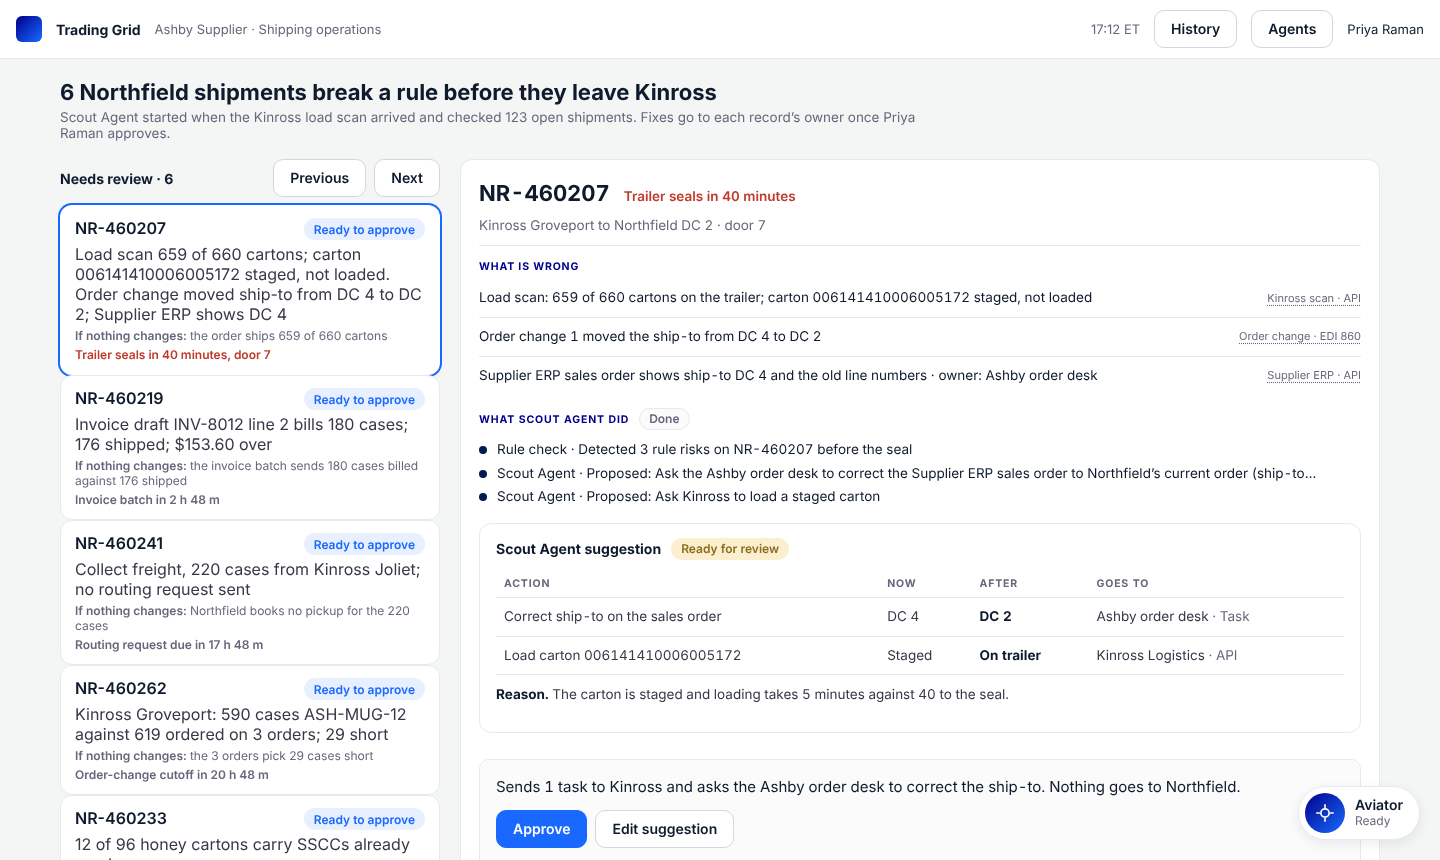 Trading Grid
Ashby Supplier · Shipping operations
17:12 ET
History
Agents
Priya Raman
6 Northfield shipments break a rule before they leave Kinross
Scout Agent started when the Kinross load scan arrived and checked 123 open shipments. Fixes go to each record’s owner once Priya
Raman approves.
Needs review · 6
Previous
Next
NR-460207
Ready to approve
Load scan 659 of 660 cartons; carton
006141410006005172 staged, not loaded.
Order change moved ship-to from DC 4 to DC
2; Supplier ERP shows DC 4
If nothing changes: the order ships 659 of 660 cartons
Trailer seals in 40 minutes, door 7
NR-460219
Ready to approve
Invoice draft INV-8012 line 2 bills 180 cases;
176 shipped; $153.60 over
If nothing changes: the invoice batch sends 180 cases billed
against 176 shipped
Invoice batch in 2 h 48 m
NR-460241
Ready to approve
Collect freight, 220 cases from Kinross Joliet;
no routing request sent
If nothing changes: Northfield books no pickup for the 220
cases
Routing request due in 17 h 48 m
NR-460262
Ready to approve
Kinross Groveport: 590 cases ASH-MUG-12
against 619 ordered on 3 orders; 29 short
If nothing changes: the 3 orders pick 29 cases short
Order-change cutoff in 20 h 48 m
NR-460233
Ready to approve
12 of 96 honey cartons carry SSCCs already
NR-460207
Trailer seals in 40 minutes
Kinross Groveport to Northfield DC 2 · door 7
WHAT IS WRONG
Load scan: 659 of 660 cartons on the trailer; carton 006141410006005172 staged, not loaded
Kinross scan · API
Order change 1 moved the ship-to from DC 4 to DC 2
Order change · EDI 860
Supplier ERP sales order shows ship-to DC 4 and the old line numbers · owner: Ashby order desk
Supplier ERP · API
WHAT SCOUT AGENT DID
Done
Rule check · Detected 3 rule risks on NR-460207 before the seal
Scout Agent · Proposed: Ask the Ashby order desk to correct the Supplier ERP sales order to Northfield’s current order (ship-to…
Scout Agent · Proposed: Ask Kinross to load a staged carton
Scout Agent suggestion
Ready for review
ACTION NOW AFTER GOES TO
Correct ship-to on the sales order DC 4 DC 2 Ashby order desk · Task
Load carton 006141410006005172 Staged On trailer Kinross Logistics · API
Reason. The carton is staged and loading takes 5 minutes against 40 to the seal.
Sends 1 task to Kinross and asks the Ashby order desk to correct the ship-to. Nothing goes to Northfield.
Approve
Edit suggestion
Aviator
Ready